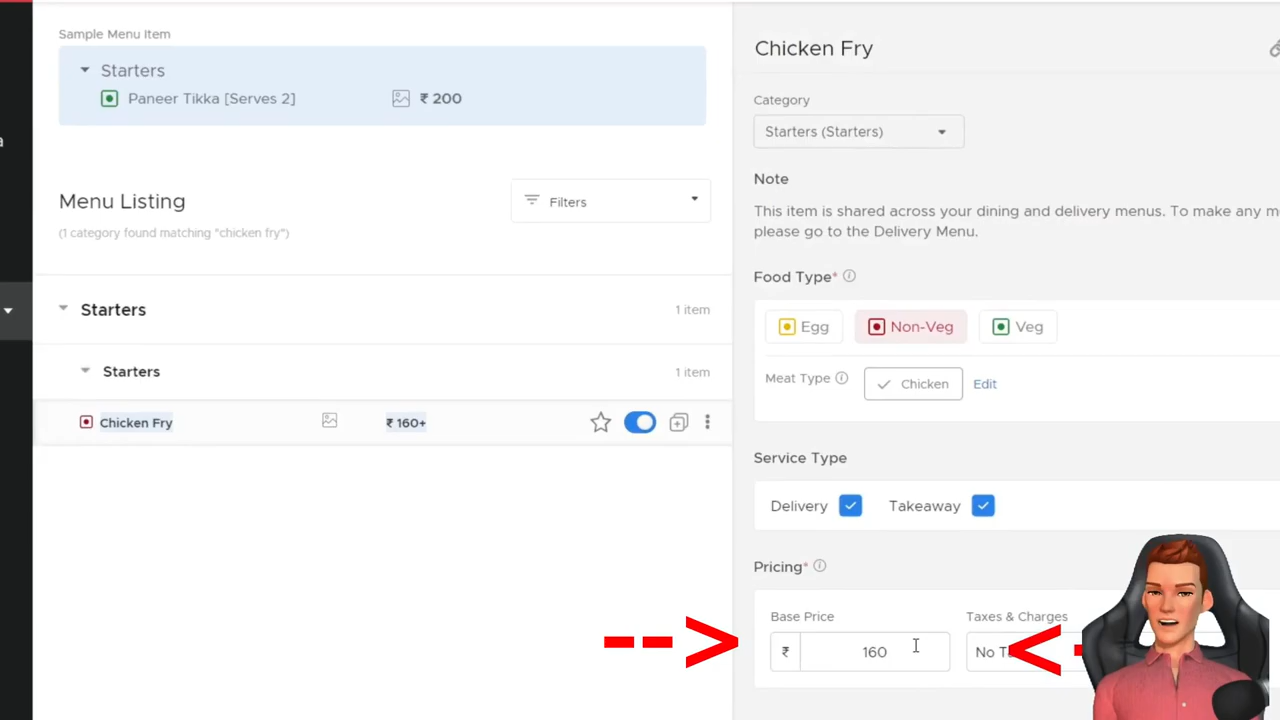 a
Sample Menu Item
Starters
Paneer Tikka [Serves 2]
₹ 200
Menu Listing
Filters
(1 category found matching "chicken fry")
Starters
1 item
Starters
1 item
Chicken Fry
₹ 160+
Chicken Fry
Category
Starters (Starters)
Note
This item is shared across your dining and delivery menus. To make any m
please go to the Delivery Menu.
Food Type*
Egg
Non-Veg
Veg
Meat Type
Chicken
Edit
Service Type
Delivery
Takeaway
Pricing*
Base Price
Taxes & Charges
₹
160
No T